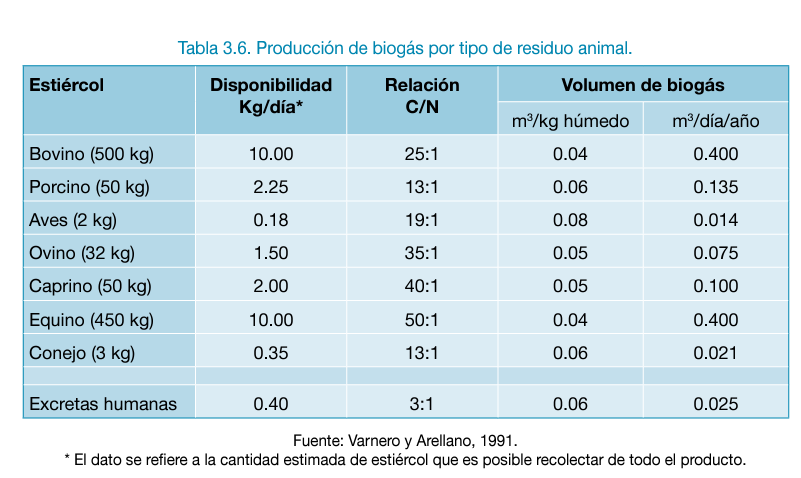 Tabla 3.6. Producción de biogás por tipo de residuo animal.
Estiércol Disponibilidad Kg/día* Relación C/N Volumen de biogás
m³/kg húmedo m³/día/año
Bovino (500 kg) 10.00 25:1 0.04 0.400
Porcino (50 kg) 2.25 13:1 0.06 0.135
Aves (2 kg) 0.18 19:1 0.08 0.014
Ovino (32 kg) 1.50 35:1 0.05 0.075
Caprino (50 kg) 2.00 40:1 0.05 0.100
Equino (450 kg) 10.00 50:1 0.04 0.400
Conejo (3 kg) 0.35 13:1 0.06 0.021
Excretas humanas 0.40 3:1 0.06 0.025
Fuente: Varnero y Arellano, 1991.
* El dato se refiere a la cantidad estimada de estiércol que es posible recolectar de todo el producto.